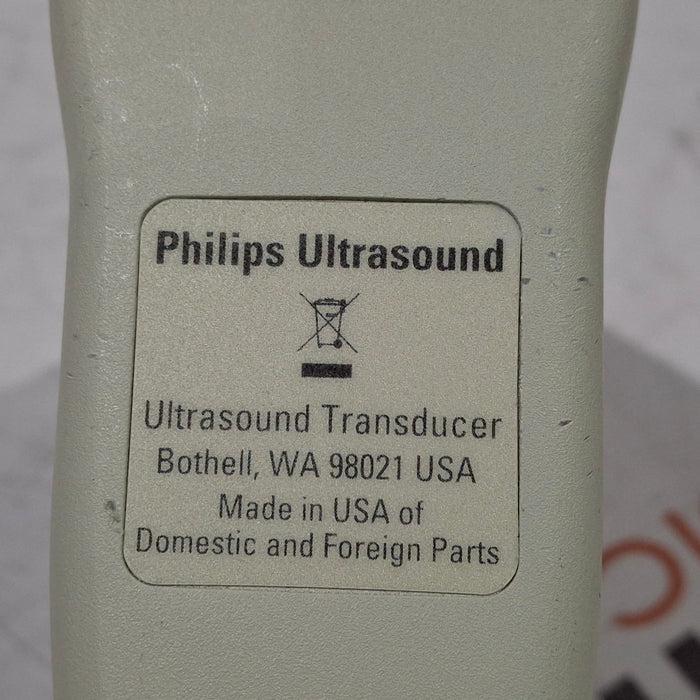 Philips Ultrasound
Ultrasound Transducer
Bothell, WA 98021 USA
Made in USA of
Domestic and Foreign Parts